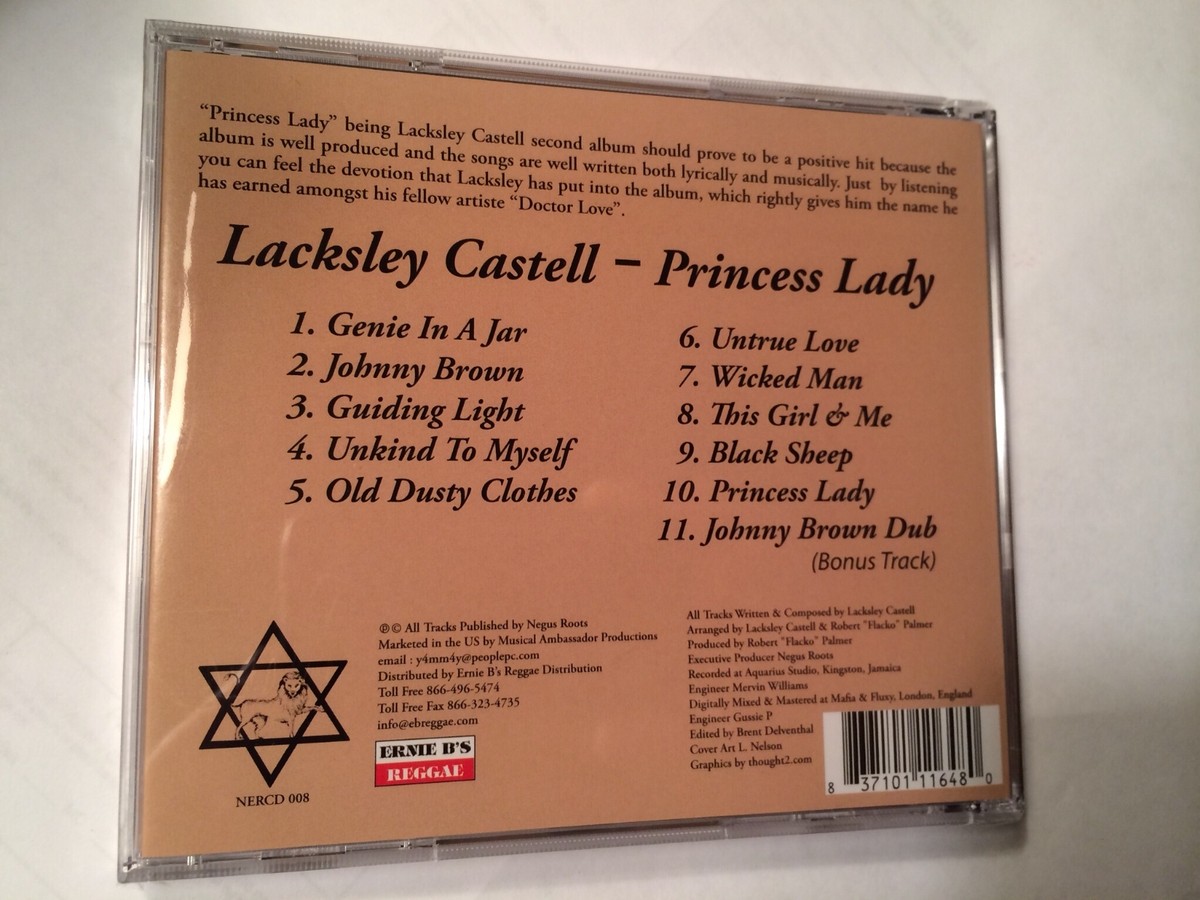 “Princess Lady” being Lacksley Castell second album should prove to be a positive hit because the
album is well produced and the songs are well written both lyrically and musically. Just by listening
you can feel the devotion that Lacksley has put into the album, which rightly gives him the name he
has earned amongst his fellow artiste “Doctor Love”.
Lacksley Castell – Princess Lady
1. Genie In A Jar
2. Johnny Brown
3. Guiding Light
4. Unkind To Myself
5. Old Dusty Clothes
6. Untrue Love
7. Wicked Man
8. This Girl & Me
9. Black Sheep
10. Princess Lady
11. Johnny Brown Dub
(Bonus Track)
NERCD 008
℗© All Tracks Published by Negus Roots
Marketed in the US by Musical Ambassador Productions
email : y4mm4y@peoplepc.com
Distributed by Ernie B's Reggae Distribution
Toll Free 866-496-5474
Toll Free Fax 866-323-4735
info@ebreggae.com
ERNIE B'S
REGGAE
All Tracks Written & Composed by Lacksley Castell
Arranged by Lacksley Castell & Robert "Flacko" Palmer
Produced by Robert "Flacko" Palmer
Executive Producer Negus Roots
Recorded at Aquarius Studio, Kingston, Jamaica
Engineer Mervin Williams
Digitally Mixed & Mastered at Mafia & Fluxy, London, England
Engineer Gussie P
Edited by Brent Delventhal
Cover Art L. Nelson
Graphics by thought2.com
8 37101 11648 0